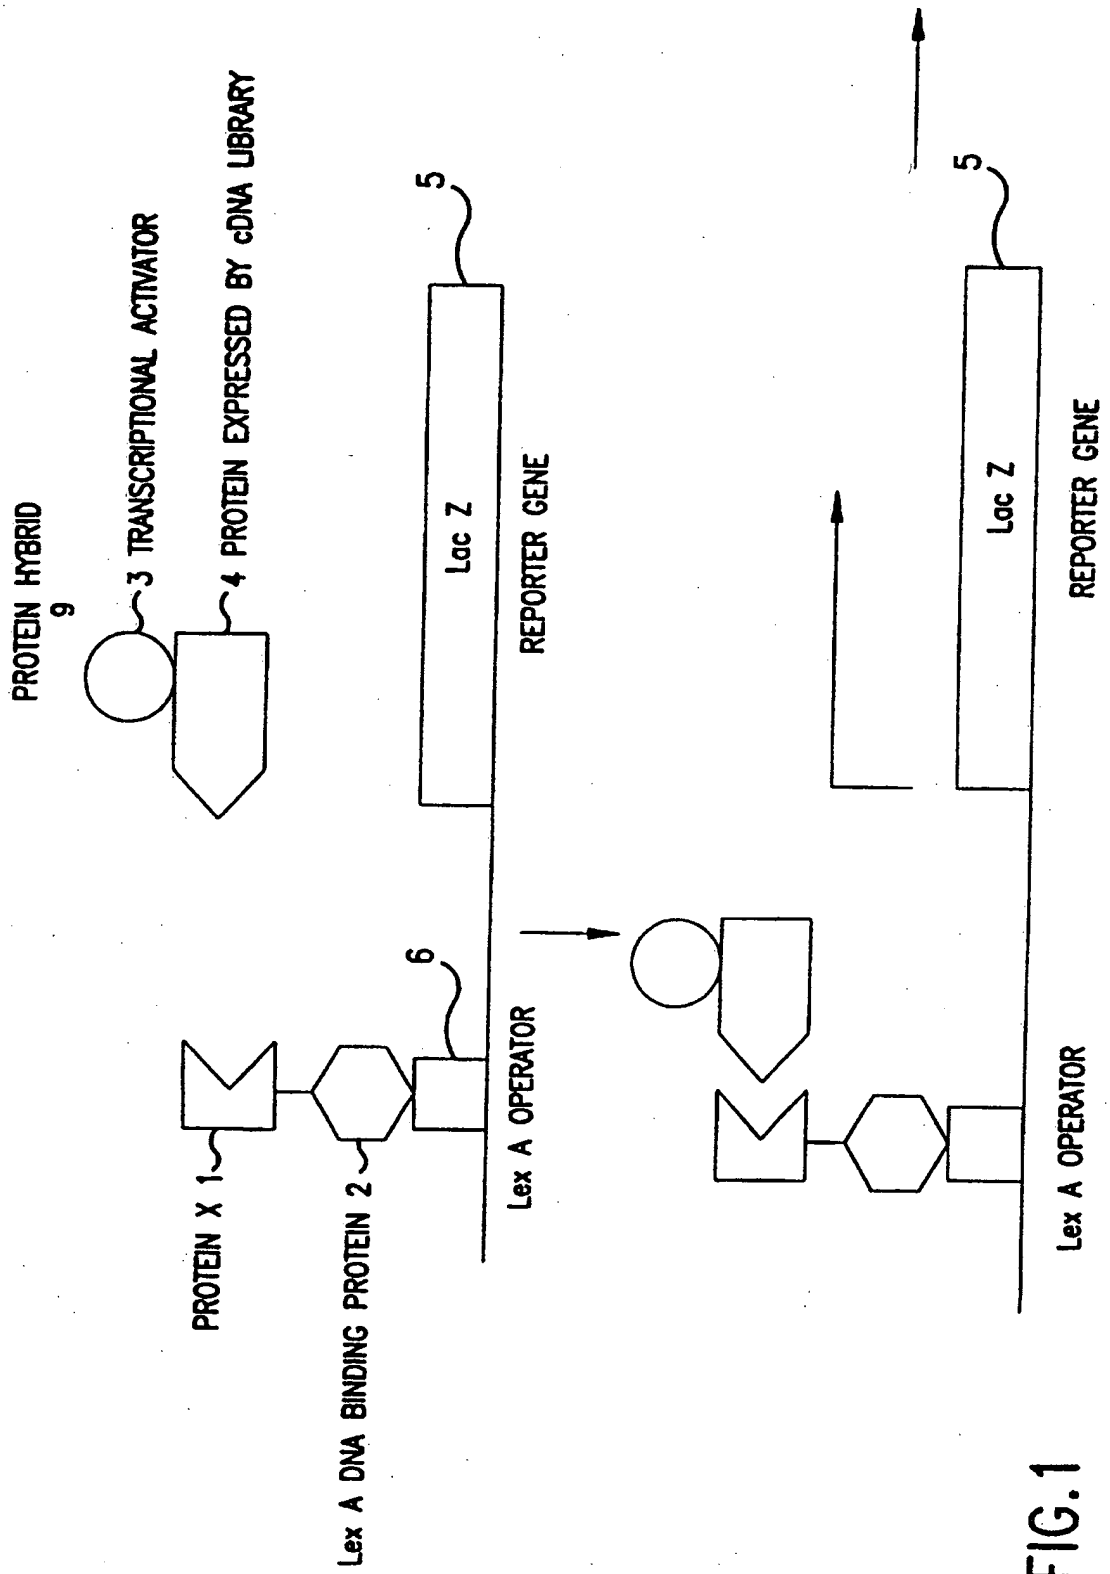 PROTEIN HYBRID
9
3 TRANSCRIPTIONAL ACTIVATOR
4 PROTEIN EXPRESSED BY cDNA LIBRARY
PROTEIN X 1
Lex A DNA BINDING PROTEIN 2
6
5
Lac Z
Lex A OPERATOR
REPORTER GENE
5
Lac Z
Lex A OPERATOR
REPORTER GENE
FIG.1